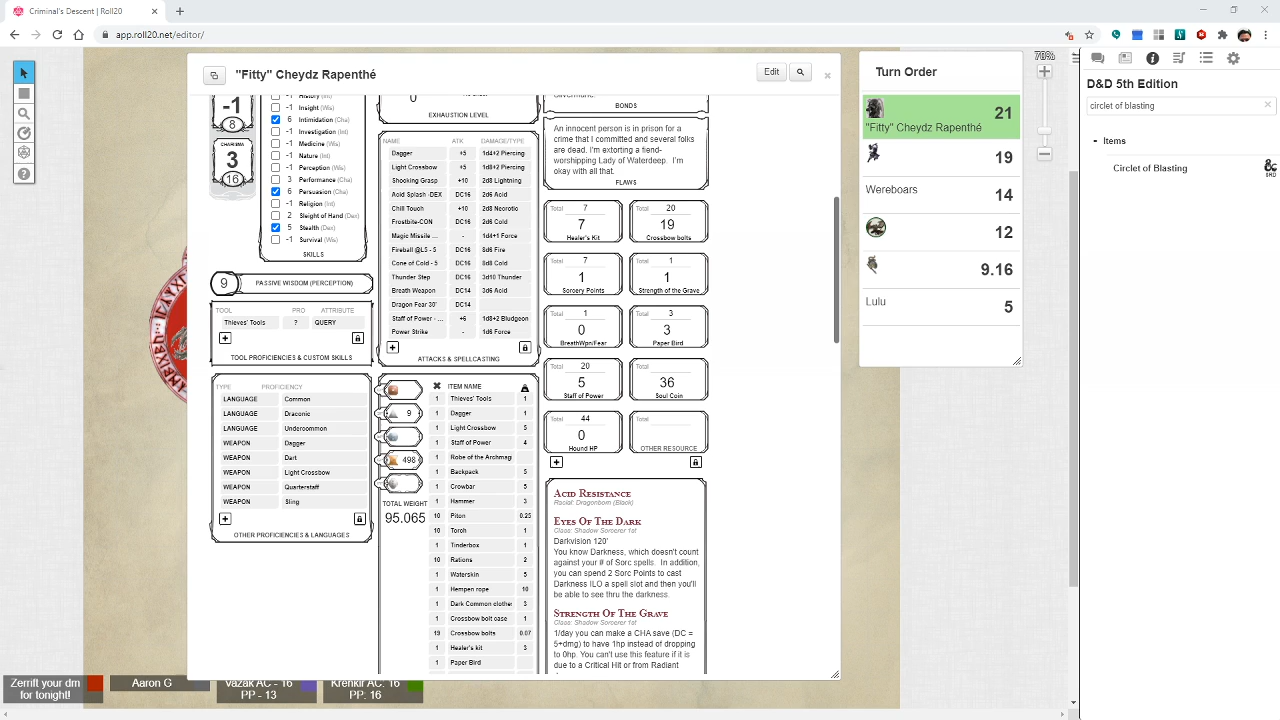 Criminal's Descent | Roll20
app.roll20.net/editor/
"Fitty" Cheydz Rapenthé
Edit
-1
8
CHARISMA
3
16
-1 Insight (Wis)
6 Intimidation (Cha)
-1 Investigation (Int)
-1 Medicine (Wis)
-1 Nature (Int)
-1 Perception (Wis)
3 Performance (Cha)
6 Persuasion (Cha)
-1 Religion (Int)
2 Sleight of Hand (Dex)
5 Stealth (Dex)
-1 Survival (Wis)
SKILLS
9 PASSIVE WISDOM (PERCEPTION)
TOOL PRO ATTRIBUTE
Thieves' Tools ? QUERY
TOOL PROFICIENCIES & CUSTOM SKILLS
TYPE PROFICIENCY
LANGUAGE Common
LANGUAGE Draconic
LANGUAGE Undercommon
WEAPON Dagger
WEAPON Dart
WEAPON Light Crossbow
WEAPON Quarterstaff
WEAPON Sling
OTHER PROFICIENCIES & LANGUAGES
0
EXHAUSTION LEVEL
NAME ATK DAMAGE/TYPE
Dagger +5 1d4+2 Piercing
Light Crossbow +5 1d8+2 Piercing
Shocking Grasp +10 2d8 Lightning
Acid Splash -DEX DC16 2d6 Acid
Chill Touch +10 2d8 Necrotic
Frostbite-CON DC16 2d6 Cold
Magic Missile ... - 1d4+1 Force
Fireball @L5 - 5 DC16 8d6 Fire
Cone of Cold - 5 DC16 8d8 Cold
Thunder Step DC16 3d10 Thunder
Breath Weapon DC14 3d6 Acid
Dragon Fear 30' DC14
Staff of Power - ... +6 1d8+2 Bludgeon
Power Strike - 1d6 Force
ATTACKS & SPELLCASTING
9
498
TOTAL WEIGHT
95.065
ITEM NAME
1 Thieves' Tools 1
1 Dagger 1
1 Light Crossbow 5
1 Staff of Power 4
1 Robe of the Archmag
1 Backpack 5
1 Crowbar 5
1 Hammer 3
10 Piton 0.25
10 Torch 1
1 Tinderbox 1
10 Rations 2
1 Waterskin 5
1 Hempen rope 10
1 Dark Common clothe 3
1 Crossbow bolt case 1
19 Crossbow bolts 0.07
1 Healer's kit 3
1 Paper Bird
BONDS
An innocent person is in prison for a
crime that I committed and several folks
are dead. I'm extorting a fiend-
worshipping Lady of Waterdeep. I'm
okay with all that.
FLAWS
Total 7
7
Healer's Kit
Total 20
19
Crossbow bolts
Total 7
1
Sorcery Points
Total 1
1
Strength of the Grave
Total 1
0
BreathWpn/Fear
Total 3
3
Paper Bird
Total 20
5
Staff of Power
Total
36
Soul Coin
Total 44
0
Hound HP
Total
OTHER RESOURCE
ACID RESISTANCE
Racial: Dragonborn (Black)
EYES OF THE DARK
Class: Shadow Sorcerer 1st
Darkvision 120'
You know Darkness, which doesn't count
against your # of Sorc spells. In addition,
you can spend 2 Sorc Points to cast
Darkness ILO a spell slot and then you'll
be able to see thru the darkness.
STRENGTH OF THE GRAVE
Class: Shadow Sorcerer 1st
1/day you can make a CHA save (DC =
5+dmg) to have 1hp instead of dropping
to 0hp. You can't use this feature if it is
due to a Critical Hit or from Radiant
Turn Order
21
"Fitty" Cheydz Rapenthé
19
Wereboars 14
12
9.16
Lulu 5
70%
D&D 5th Edition
circlet of blasting
Items
Circlet of Blasting
SRD
Zerrift your dm
for tonight!
Aaron G
Vazak AC - 16
PP - 13
Krenkir AC: 16
PP: 16